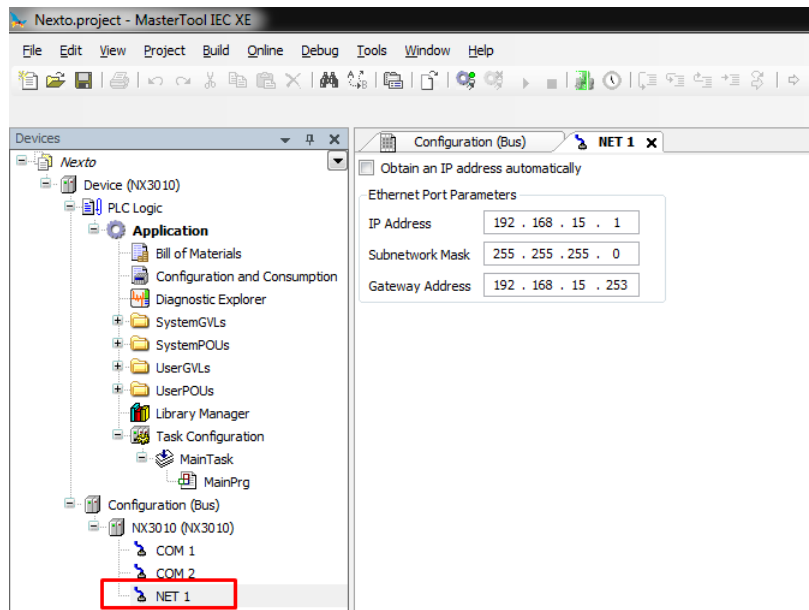 Nexto.project - MasterTool IEC XE
File Edit View Project Build Online Debug Tools Window Help
Devices
Nexto
Device (NX3010)
PLC Logic
Application
Bill of Materials
Configuration and Consumption
Diagnostic Explorer
SystemGVLs
SystemPOUs
UserGVLs
UserPOUs
Library Manager
Task Configuration
MainTask
MainPrg
Configuration (Bus)
NX3010 (NX3010)
COM 1
COM 2
NET 1
Configuration (Bus) NET 1
Obtain an IP address automatically
Ethernet Port Parameters
IP Address 192 . 168 . 15 . 1
Subnetwork Mask 255 . 255 . 255 . 0
Gateway Address 192 . 168 . 15 . 253